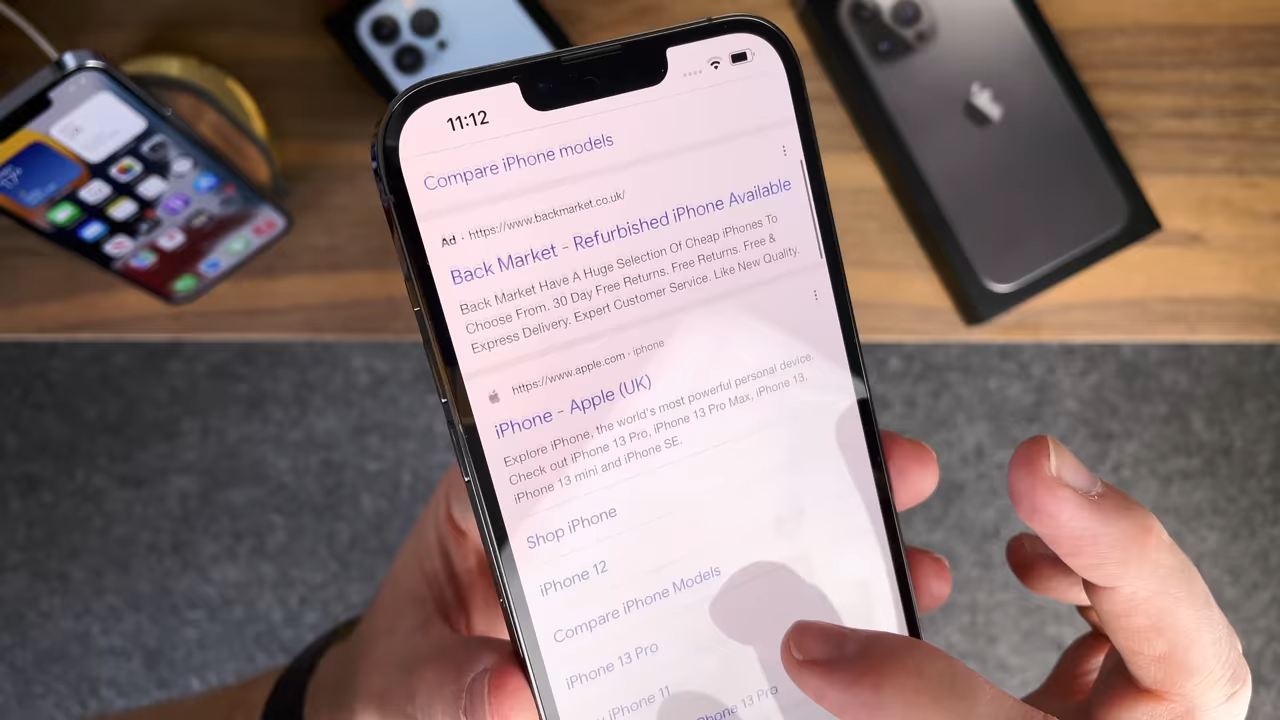 11:12
Compare iPhone models
Ad · https://www.backmarket.co.uk/
Back Market - Refurbished iPhone Available
Back Market Have A Huge Selection Of Cheap iPhones To
Choose From. 30 Day Free Returns. Free Returns. Free &
Express Delivery. Expert Customer Service. Like New Quality.
https://www.apple.com · iphone
iPhone - Apple (UK)
Explore iPhone, the world's most powerful personal device.
Check out iPhone 13 Pro, iPhone 13 Pro Max, iPhone 13,
iPhone 13 mini and iPhone SE.
Shop iPhone
iPhone 12
Compare iPhone Models
iPhone 13 Pro
y iPhone 11
iPhone 13 Pro